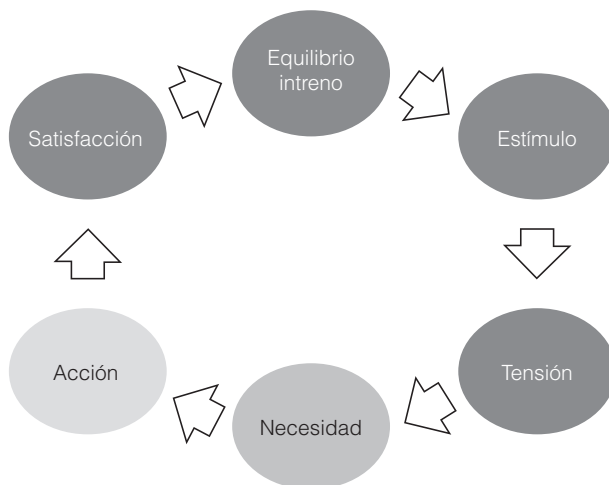 Equilibrio
intreno
Satisfacción
Estímulo
Acción
Tensión
Necesidad